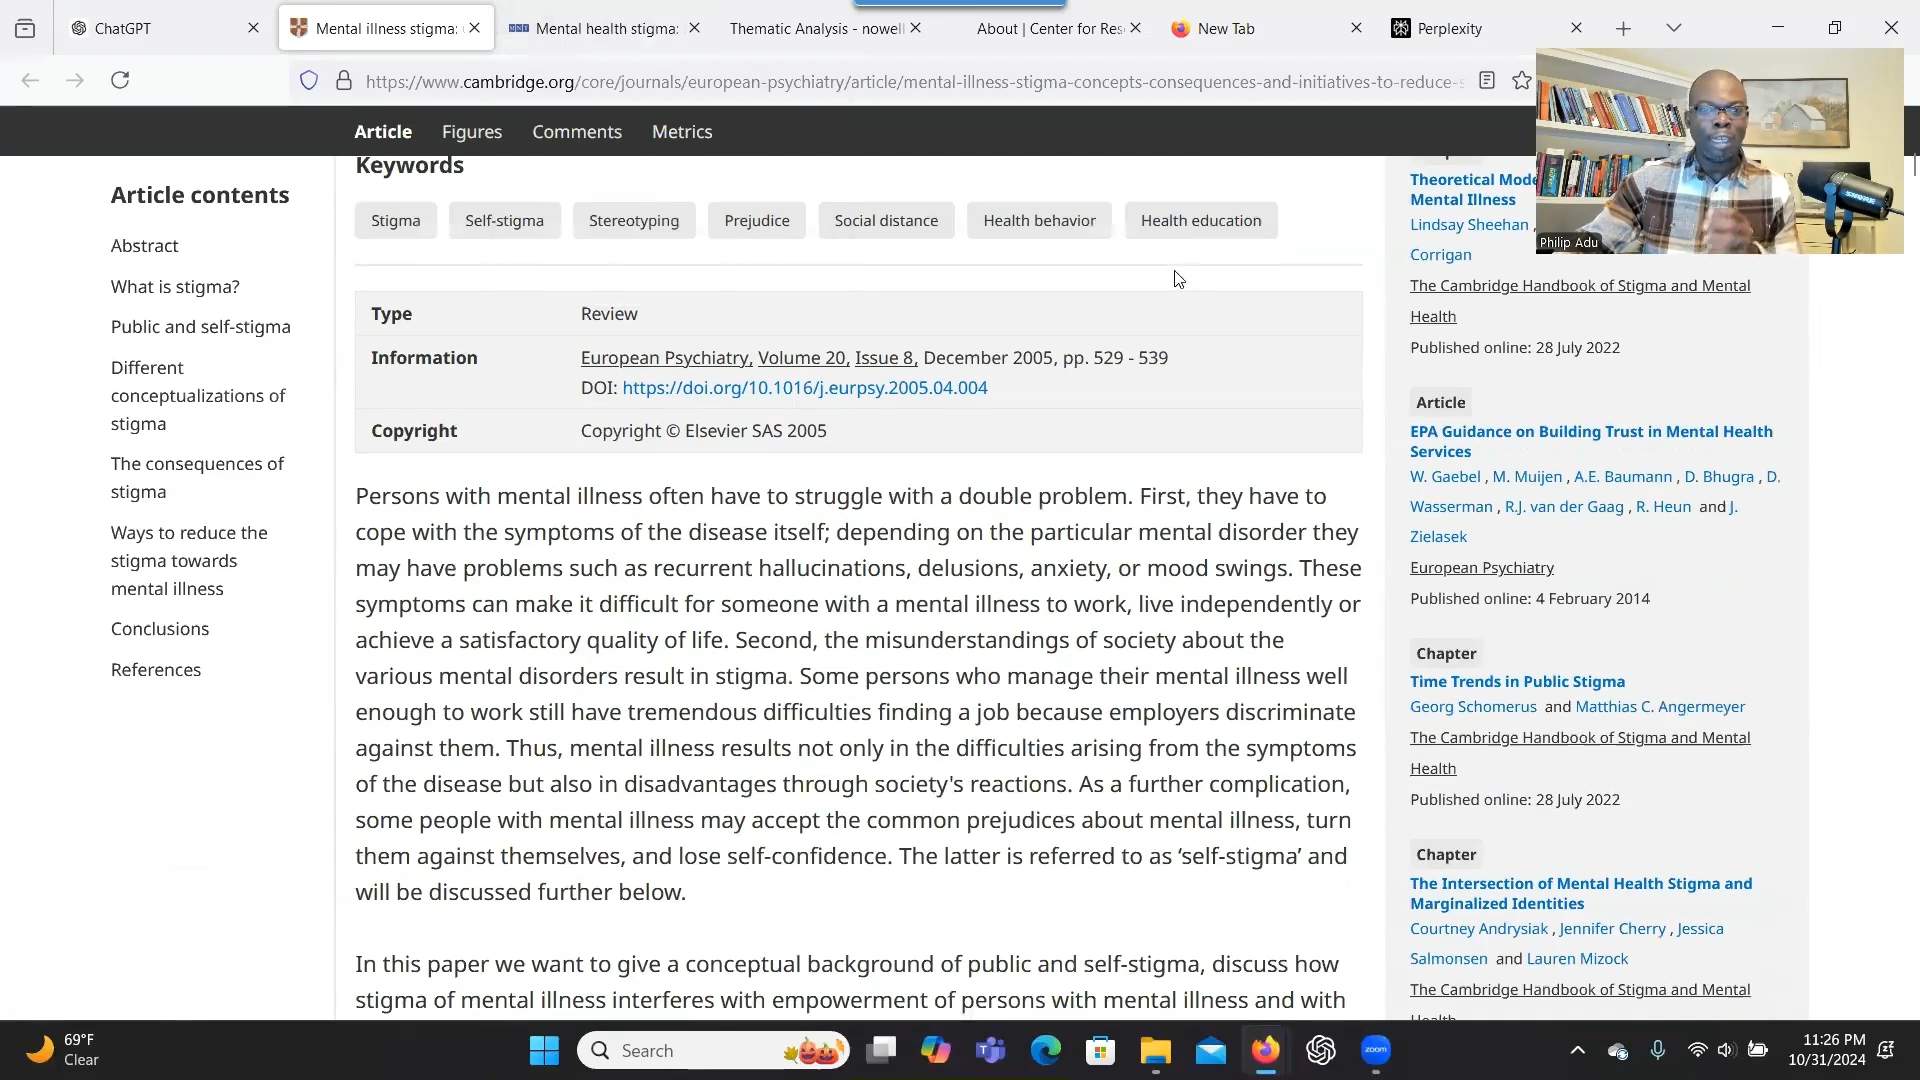 ChatGPT
Mental illness stigma:
Mental health stigma:
Thematic Analysis - nowell
About | Center for Res
New Tab
Perplexity
https://www.cambridge.org/core/journals/european-psychiatry/article/mental-illness-stigma-concepts-consequences-and-initiatives-to-reduce-
Article
Figures
Comments
Metrics
Article contents
Abstract
What is stigma?
Public and self-stigma
Different
conceptualizations of
stigma
The consequences of
stigma
Ways to reduce the
stigma towards
mental illness
Conclusions
References
Keywords
Stigma
Self-stigma
Stereotyping
Prejudice
Social distance
Health behavior
Health education
Type Review
Information European Psychiatry, Volume 20, Issue 8, December 2005, pp. 529 - 539
DOI: https://doi.org/10.1016/j.eurpsy.2005.04.004
Copyright Copyright © Elsevier SAS 2005
Persons with mental illness often have to struggle with a double problem. First, they have to
cope with the symptoms of the disease itself; depending on the particular mental disorder they
may have problems such as recurrent hallucinations, delusions, anxiety, or mood swings. These
symptoms can make it difficult for someone with a mental illness to work, live independently or
achieve a satisfactory quality of life. Second, the misunderstandings of society about the
various mental disorders result in stigma. Some persons who manage their mental illness well
enough to work still have tremendous difficulties finding a job because employers discriminate
against them. Thus, mental illness results not only in the difficulties arising from the symptoms
of the disease but also in disadvantages through society's reactions. As a further complication,
some people with mental illness may accept the common prejudices about mental illness, turn
them against themselves, and lose self-confidence. The latter is referred to as ‘self-stigma’ and
will be discussed further below.
In this paper we want to give a conceptual background of public and self-stigma, discuss how
stigma of mental illness interferes with empowerment of persons with mental illness and with
Theoretical Mode
Mental Illness
Lindsay Sheehan ,
Corrigan
The Cambridge Handbook of Stigma and Mental
Health
Published online: 28 July 2022
Article
EPA Guidance on Building Trust in Mental Health
Services
W. Gaebel , M. Muijen , A.E. Baumann , D. Bhugra , D.
Wasserman , R.J. van der Gaag , R. Heun and J.
Zielasek
European Psychiatry
Published online: 4 February 2014
Chapter
Time Trends in Public Stigma
Georg Schomerus and Matthias C. Angermeyer
The Cambridge Handbook of Stigma and Mental
Health
Published online: 28 July 2022
Chapter
The Intersection of Mental Health Stigma and
Marginalized Identities
Courtney Andrysiak , Jennifer Cherry , Jessica
Salmonsen and Lauren Mizock
The Cambridge Handbook of Stigma and Mental
Health
Philip Adu
SHURE
69°F
Clear
Search
zoom
11:26 PM
10/31/2024